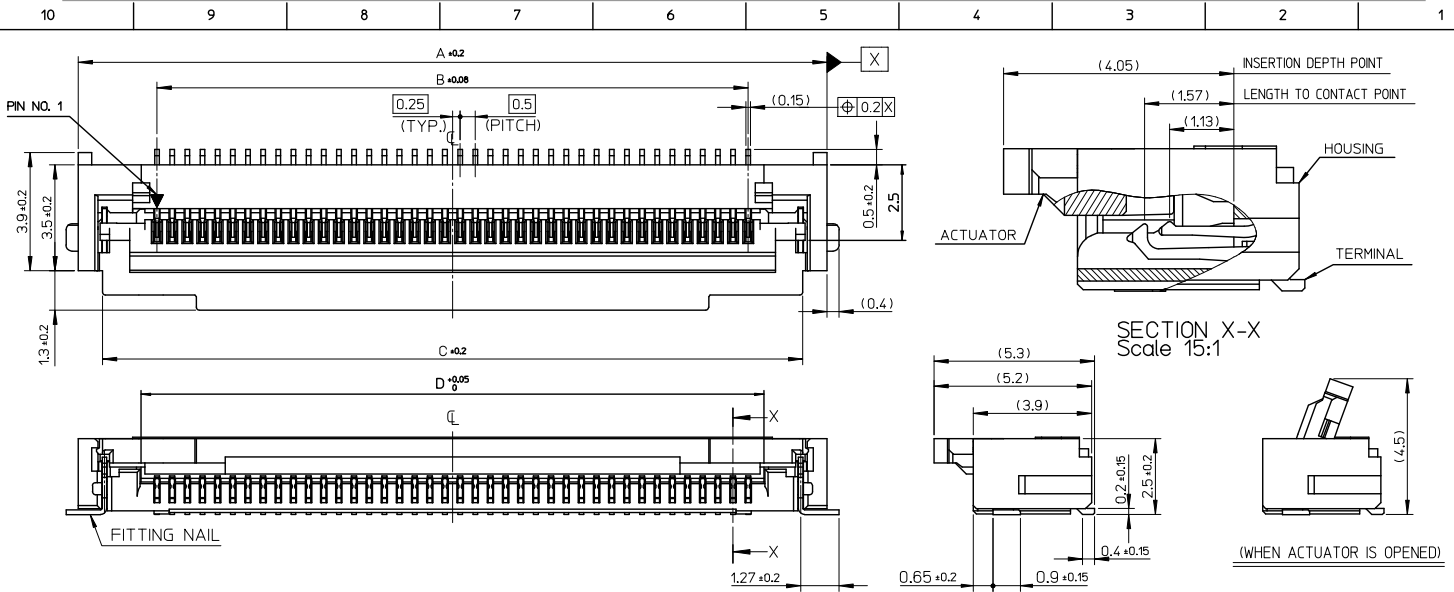 10 9 8 7 6 5 4 3 2 1
A ±0.2
X
B ±0.08
PIN NO. 1
0.25
(TYP.)
0.5
(PITCH)
℄
(0.15)
⌖ 0.2 X
3.9 ±0.2
3.5 ±0.2
0.5 ±0.2
2.5
1.3 ±0.2
(0.4)
C ±0.2
(4.05)
INSERTION DEPTH POINT
(1.57)
LENGTH TO CONTACT POINT
(1.13)
HOUSING
ACTUATOR
TERMINAL
SECTION X-X
Scale 15:1
D +0.05 0
℄
X
X
FITTING NAIL
1.27 ±0.2
(5.3)
(5.2)
(3.9)
0.2 ±0.15
2.5 ±0.2
0.4 ±0.15
0.65 ±0.2
0.9 ±0.15
(4.5)
(WHEN ACTUATOR IS OPENED)